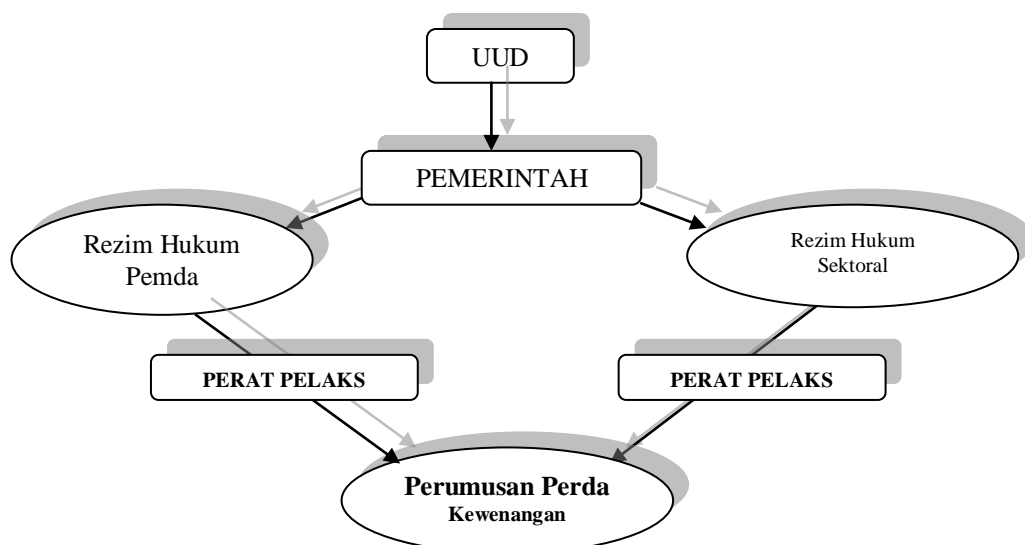 UUD
PEMERINTAH
Rezim Hukum
Pemda
Rezim Hukum
Sektoral
PERAT PELAKS
PERAT PELAKS
Perumusan Perda
Kewenangan